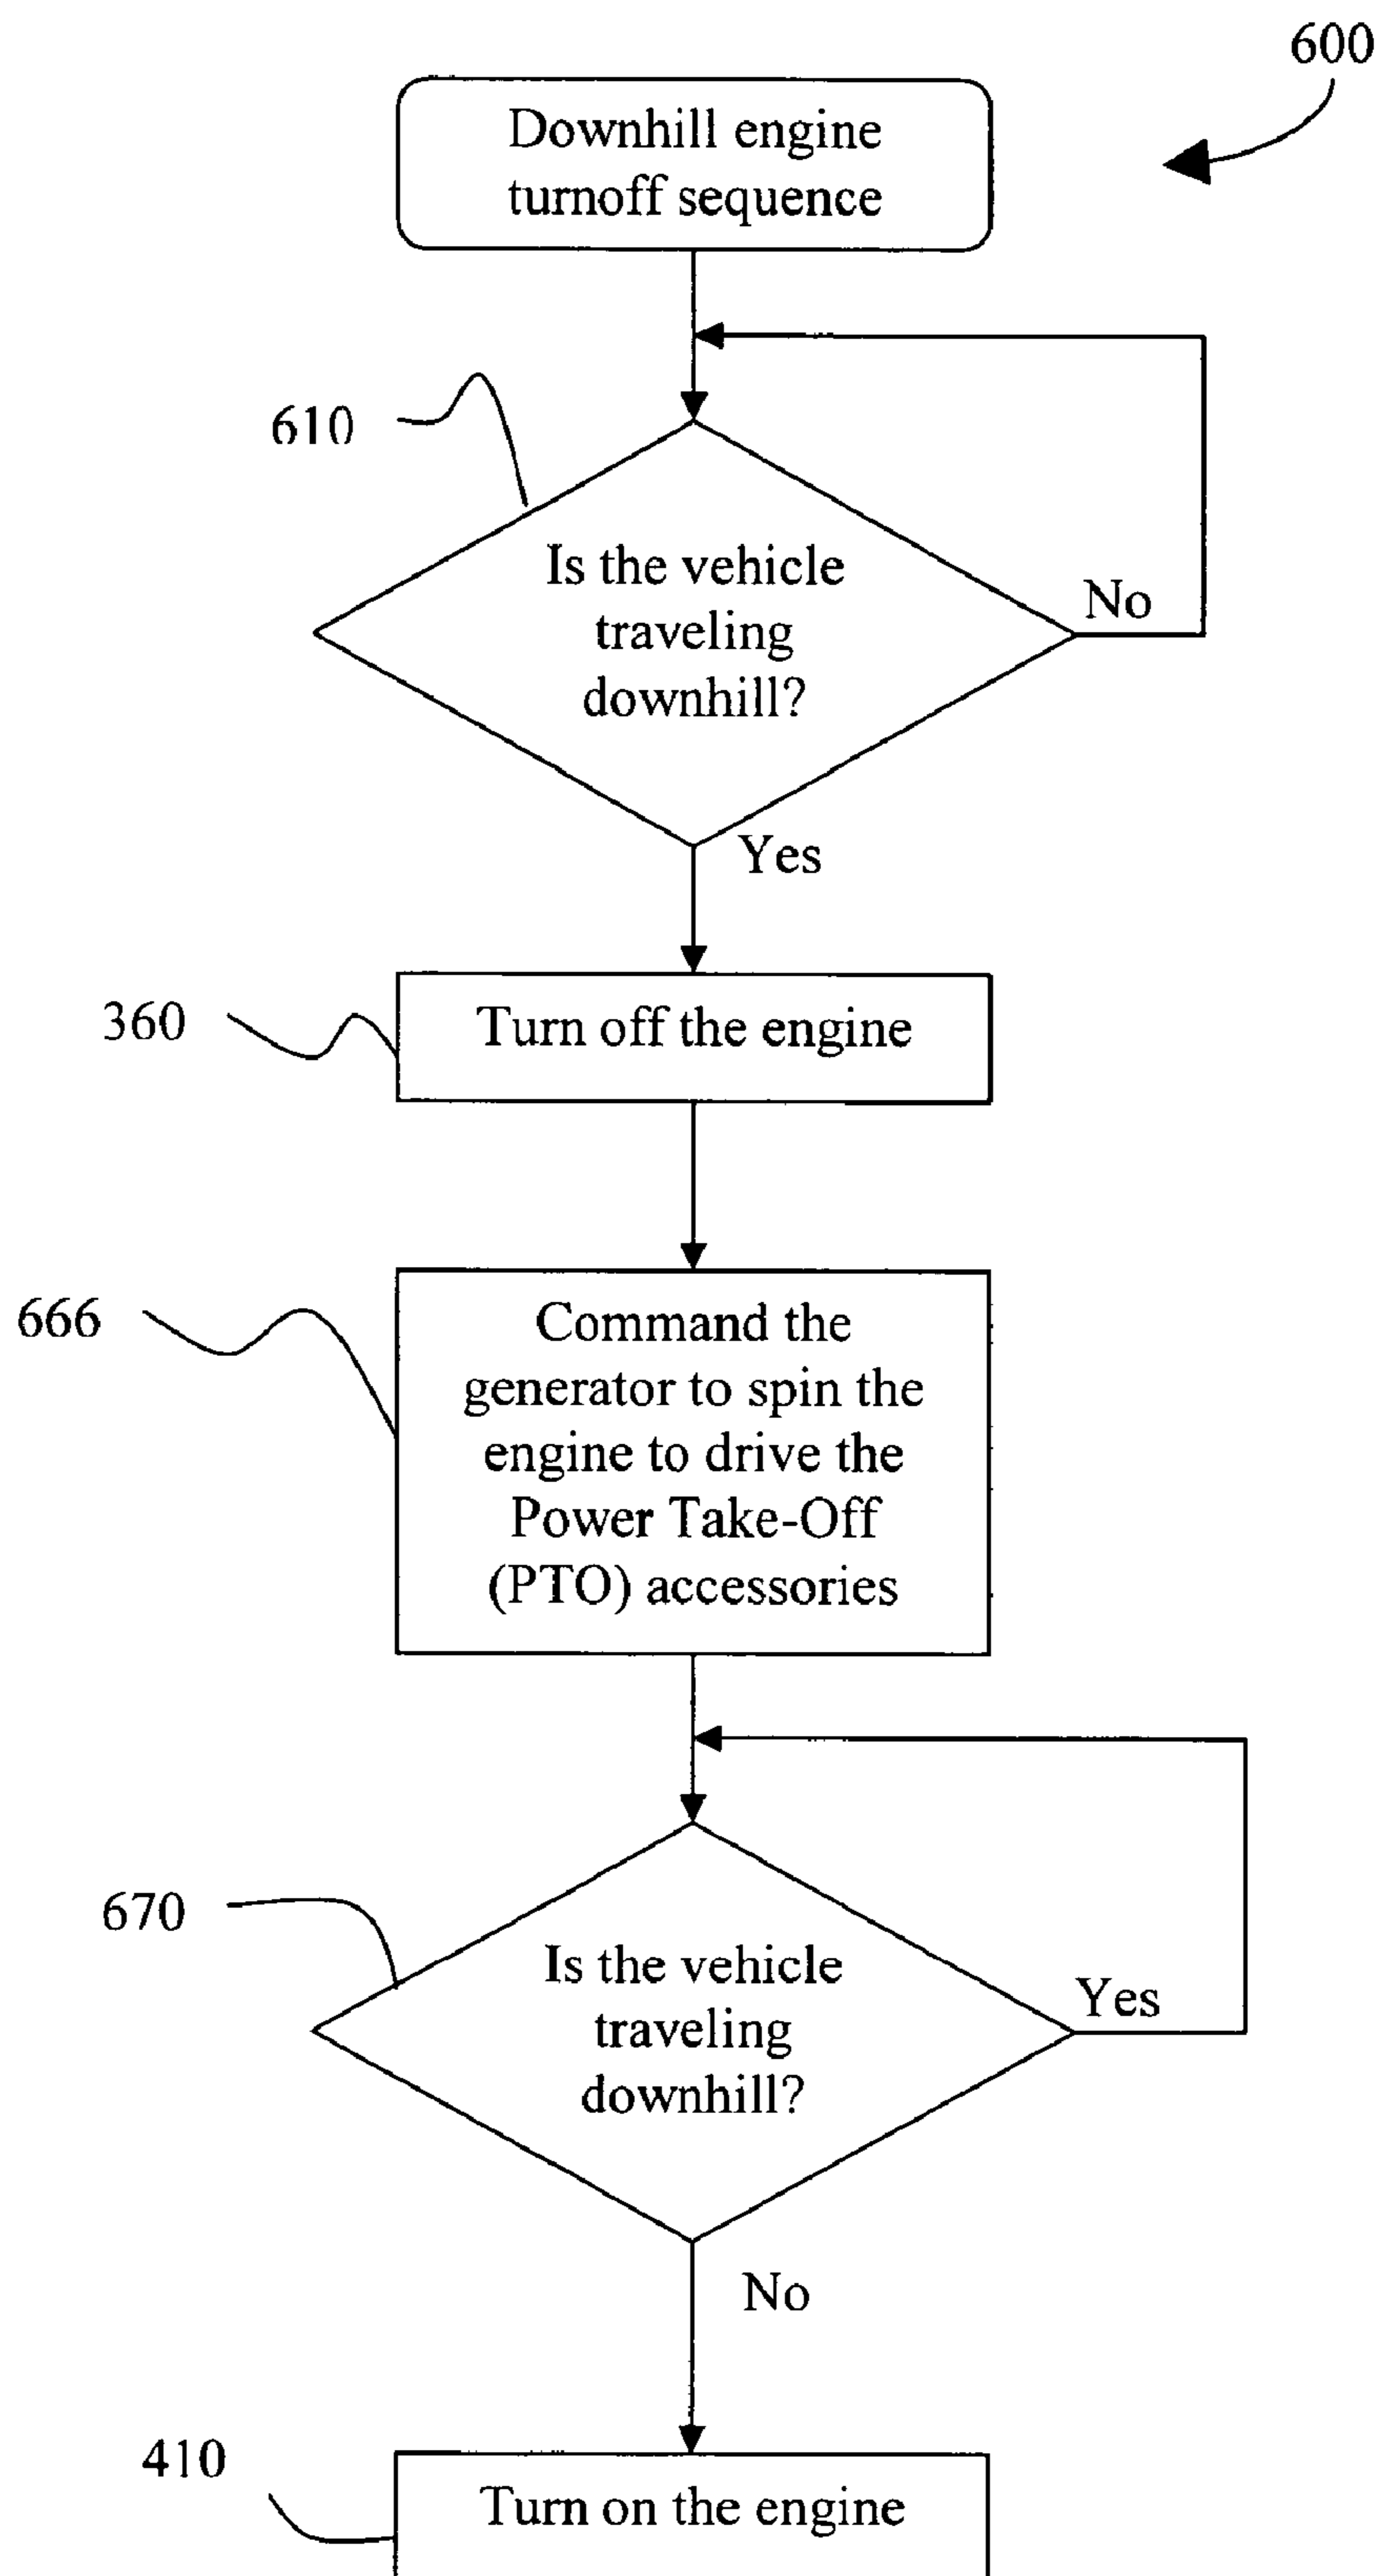 600
Downhill engine
turnoff sequence
610
Is the vehicle
traveling
downhill?
No
Yes
360
Turn off the engine
666
Command the
generator to spin the
engine to drive the
Power Take-Off
(PTO) accessories
670
Is the vehicle
traveling
downhill?
Yes
No
410
Turn on the engine